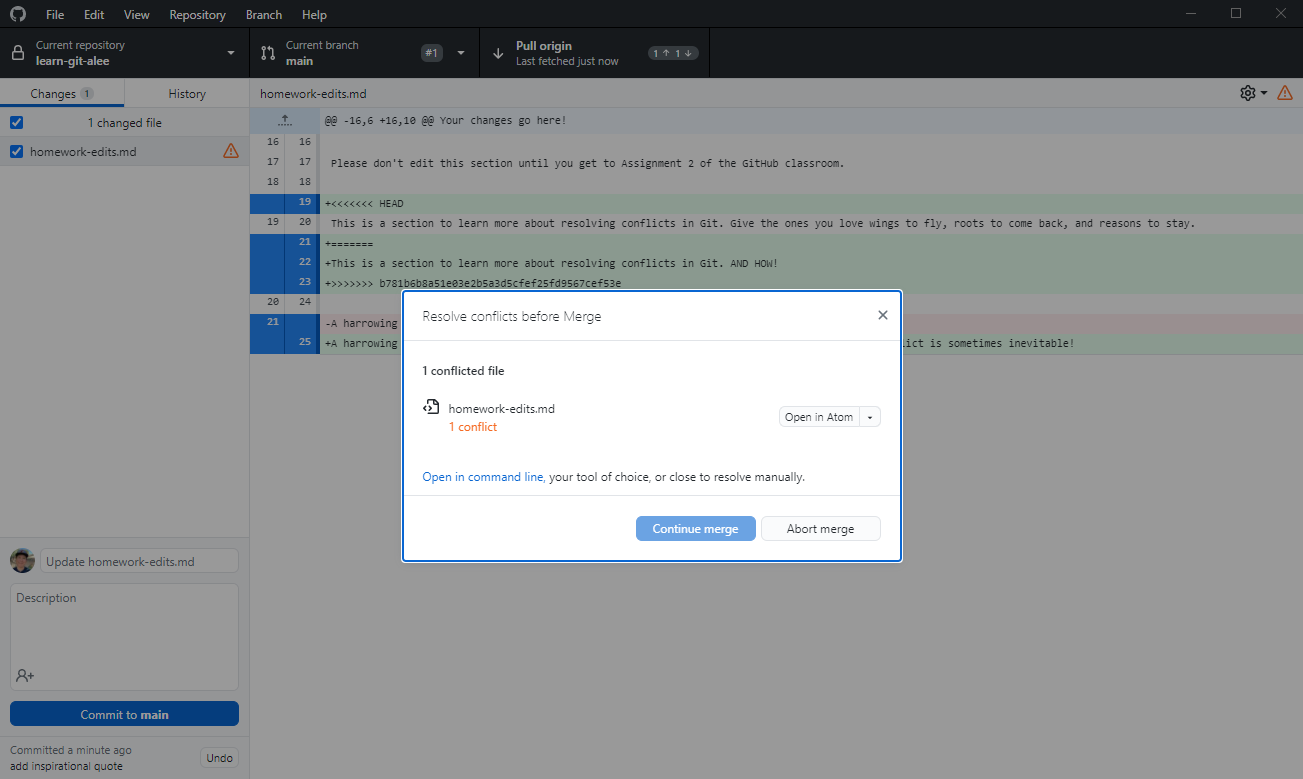 File Edit View Repository Branch Help
Current repository
learn-git-alee
Current branch
main
#1
Pull origin
Last fetched just now
1 ↑ 1 ↓
Changes 1
History
homework-edits.md
1 changed file
homework-edits.md
@@ -16,6 +16,10 @@ Your changes go here!
16 16
17 17 Please don't edit this section until you get to Assignment 2 of the GitHub classroom.
18 18
19 +<<<<<<< HEAD
19 20 This is a section to learn more about resolving conflicts in Git. Give the ones you love wings to fly, roots to come back, and reasons to stay.
21 +=======
22 +This is a section to learn more about resolving conflicts in Git. AND HOW!
23 +>>>>>>> b781b6b8a51e03e2b5a3d5cfef25fd9567cef53e
20 24
21 -A harrowing
25 +A harrowing
is sometimes inevitable!
Resolve conflicts before Merge
1 conflicted file
homework-edits.md
1 conflict
Open in Atom
Open in command line, your tool of choice, or close to resolve manually.
Continue merge
Abort merge
Update homework-edits.md
Description
Commit to main
Committed a minute ago
add inspirational quote
Undo